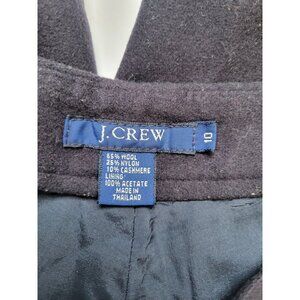 J.CREW
10
65% WOOL
25% NYLON
10% CASHMERE
LINING:
100% ACETATE
MADE IN
THAILAND